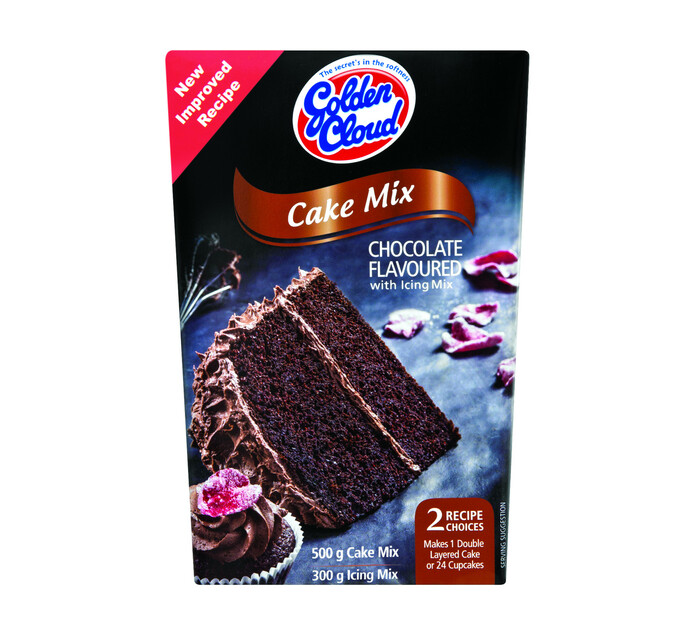 New
Improved
Recipe
The secret's in the softness
Golden
Cloud
Cake Mix
CHOCOLATE
FLAVOURED
with Icing Mix
500 g Cake Mix
300 g Icing Mix
2 RECIPE
CHOICES
Makes 1 Double
Layered Cake
or 24 Cupcakes
SERVING SUGGESTION